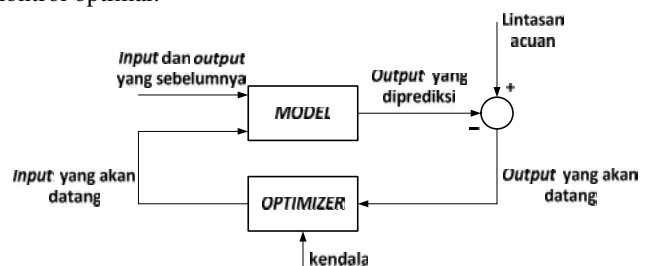 kontrol optimal.
Lintasan
acuan
Input dan output
yang sebelumnya
Output yang
diprediksi
+
MODEL
−
Input yang akan
datang
Output yang akan
datang
OPTIMIZER
kendala